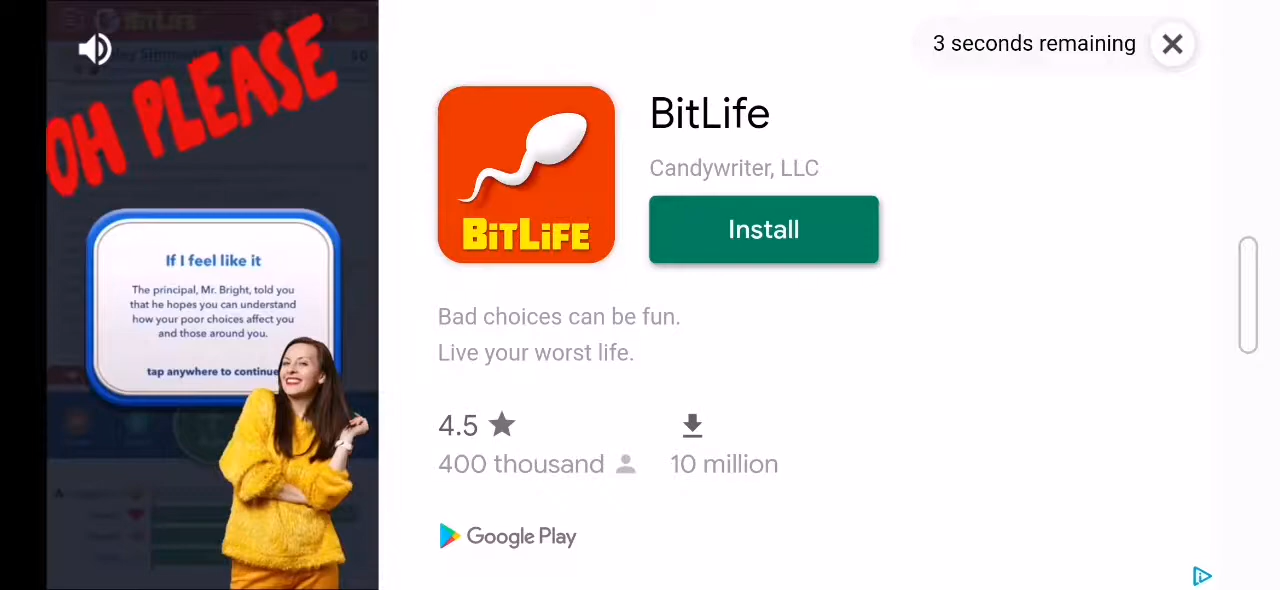 OH PLEASE
If I feel like it
The principal, Mr. Bright, told you
that he hopes you can understand
how your poor choices affect you
and those around you.
tap anywhere to continue
3 seconds remaining
BitLife
Candywriter, LLC
Install
BITLIFE
Bad choices can be fun.
Live your worst life.
4.5
400 thousand
10 million
Google Play